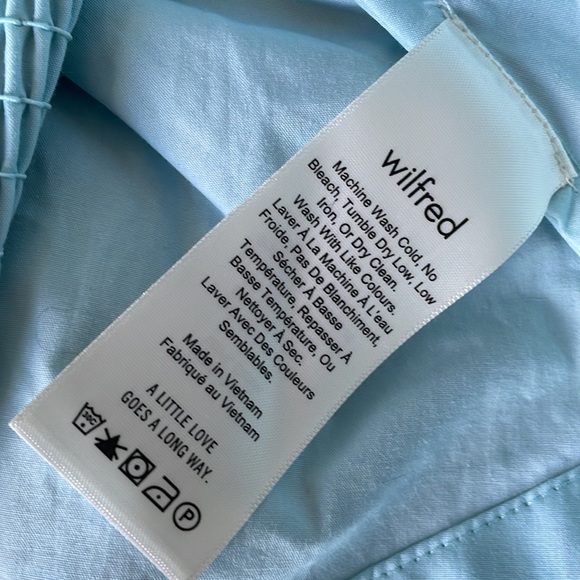 wilfred
Machine Wash Cold, No
Bleach, Tumble Dry Low, Low
Iron, Or Dry Clean.
Wash With Like Colours.
Laver À La Machine À L'eau
Froide, Pas De Blanchiment,
Sécher À Basse
Température, Repasser À
Basse Température, Ou
Nettoyer À Sec.
Laver Avec Des Couleurs
Semblables.
Made in Vietnam
Fabriqué au Vietnam
A LITTLE LOVE
GOES A LONG WAY.
30C
P